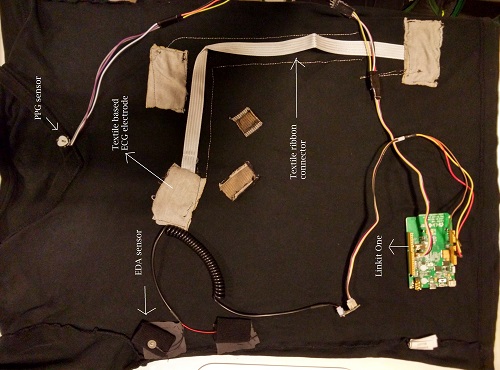 PPG sensor
Textile based
ECG electrode
Textile ribbon
connector
EDA sensor
Linkit One